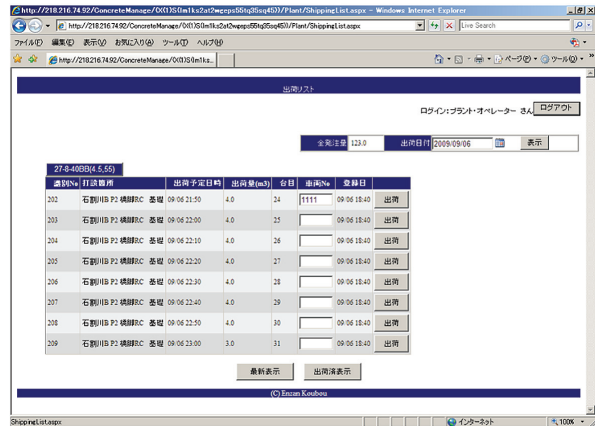 http://218.216.74.92/ConcreteManage/(X(1)S(0m1ks2at2wpeps55tq35sq45))/Plant/ShippingList.aspx - Windows Internet Explorer
http://218.216.74.92/ConcreteManage/(X(1)S(0m1ks2at2wpeps55tq35sq45))/Plant/ShippingList.aspx Live Search
ファイル(F) 編集(E) 表示(V) お気に入り(A) ツール(T) ヘルプ(H)
http://218.216.74.92/ConcreteManage/(X(1)S(0m1ks... ページ(P) ツール(O)
出荷リスト
ログイン:プラント・オペレーター さん ログアウト
全発注量 123.0 出荷日付 2009/09/06 表示
27-8-40BB(4.5,55)
識別No 打設箇所 出荷予定日時 出荷量(m3) 台目 車両No 登録日
202 石割川B P2 橋脚RC 基礎 09/06 21:50 4.0 24 1111 09/06 18:40 出荷
203 石割川B P2 橋脚RC 基礎 09/06 22:00 4.0 25 09/06 18:40 出荷
204 石割川B P2 橋脚RC 基礎 09/06 22:10 4.0 26 09/06 18:40 出荷
205 石割川B P2 橋脚RC 基礎 09/06 22:20 4.0 27 09/06 18:40 出荷
206 石割川B P2 橋脚RC 基礎 09/06 22:30 4.0 28 09/06 18:40 出荷
207 石割川B P2 橋脚RC 基礎 09/06 22:40 4.0 29 09/06 18:40 出荷
208 石割川B P2 橋脚RC 基礎 09/06 22:50 4.0 30 09/06 18:40 出荷
209 石割川B P2 橋脚RC 基礎 09/06 23:00 3.0 31 09/06 18:40 出荷
最新表示 出荷済表示
(C) Enzan Koubou
ShippingList.aspx インターネット 100%